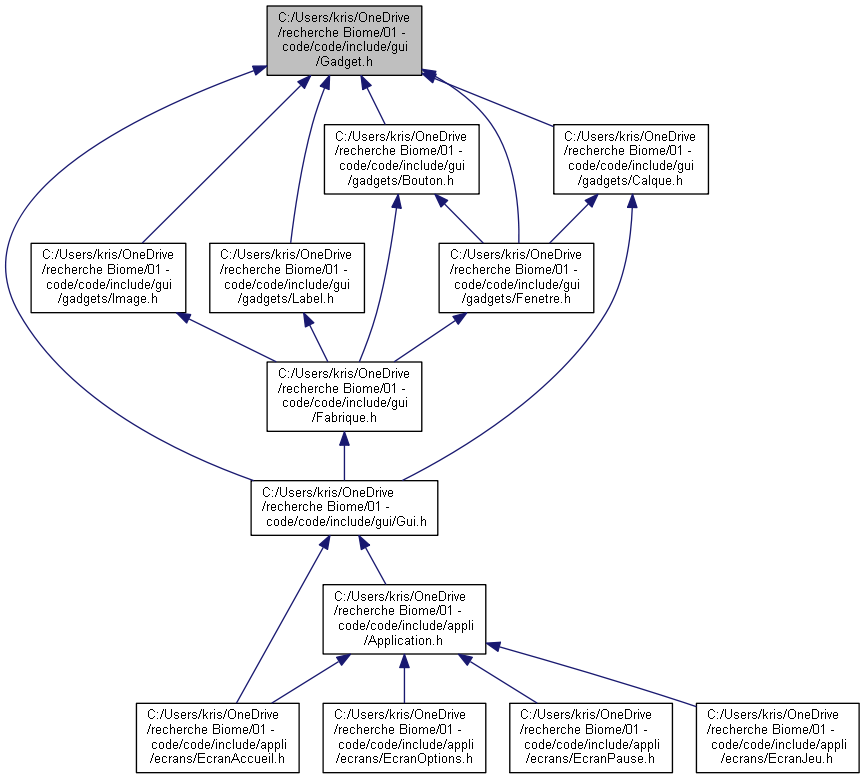 C:/Users/kris/OneDrive
/recherche Biome/01 -
code/code/include/gui
/Gadget.h
C:/Users/kris/OneDrive
/recherche Biome/01 -
code/code/include/gui
/gadgets/Bouton.h
C:/Users/kris/OneDrive
/recherche Biome/01 -
code/code/include/gui
/gadgets/Calque.h
C:/Users/kris/OneDrive
/recherche Biome/01 -
code/code/include/gui
/gadgets/Image.h
C:/Users/kris/OneDrive
/recherche Biome/01 -
code/code/include/gui
/gadgets/Label.h
C:/Users/kris/OneDrive
/recherche Biome/01 -
code/code/include/gui
/gadgets/Fenetre.h
C:/Users/kris/OneDrive
/recherche Biome/01 -
code/code/include/gui
/Fabrique.h
C:/Users/kris/OneDrive
/recherche Biome/01 -
code/code/include/gui/Gui.h
C:/Users/kris/OneDrive
/recherche Biome/01 -
code/code/include/appli
/Application.h
C:/Users/kris/OneDrive
/recherche Biome/01 -
code/code/include/appli
/ecrans/EcranAccueil.h
C:/Users/kris/OneDrive
/recherche Biome/01 -
code/code/include/appli
/ecrans/EcranOptions.h
C:/Users/kris/OneDrive
/recherche Biome/01 -
code/code/include/appli
/ecrans/EcranPause.h
C:/Users/kris/OneDrive
/recherche Biome/01 -
code/code/include/appli
/ecrans/EcranJeu.h